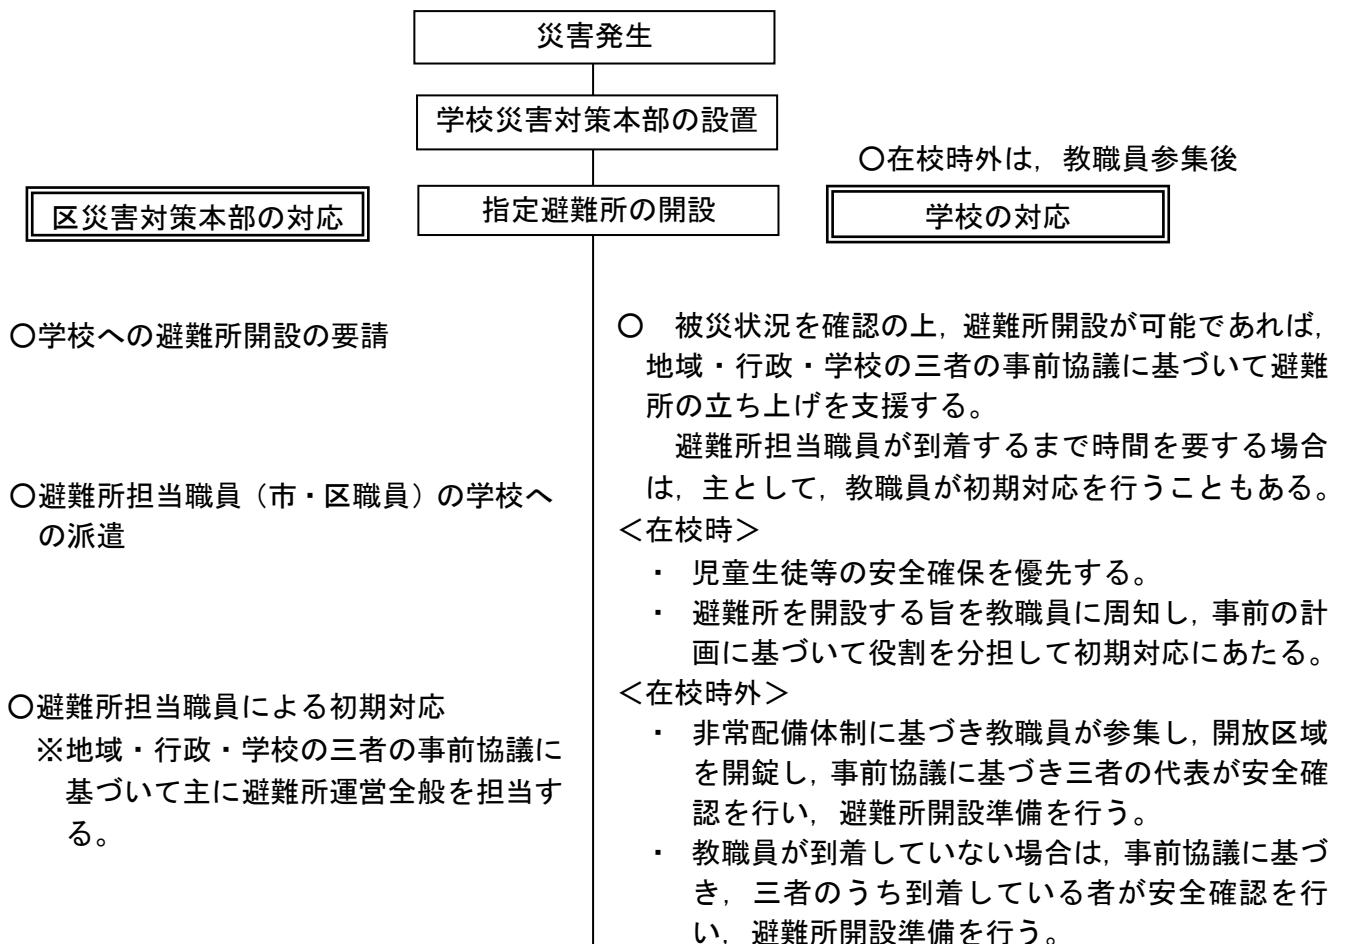 災害発生
学校災害対策本部の設置
〇在校時外は，教職員参集後
区災害対策本部の対応
指定避難所の開設
学校の対応
〇学校への避難所開設の要請
〇避難所担当職員（市・区職員）の学校へ
の派遣
〇避難所担当職員による初期対応
※地域・行政・学校の三者の事前協議に
基づいて主に避難所運営全般を担当す
る。
〇　被災状況を確認の上，避難所開設が可能であれば，
地域・行政・学校の三者の事前協議に基づいて避難
所の立ち上げを支援する。
避難所担当職員が到着するまで時間を要する場合
は，主として，教職員が初期対応を行うこともある。
＜在校時＞
・　児童生徒等の安全確保を優先する。
・　避難所を開設する旨を教職員に周知し，事前の計
画に基づいて役割を分担して初期対応にあたる。
＜在校時外＞
・　非常配備体制に基づき教職員が参集し，開放区域
を開錠し，事前協議に基づき三者の代表が安全確
認を行い，避難所開設準備を行う。
・　教職員が到着していない場合は，事前協議に基づ
き，三者のうち到着している者が安全確認を行
い，避難所開設準備を行う。